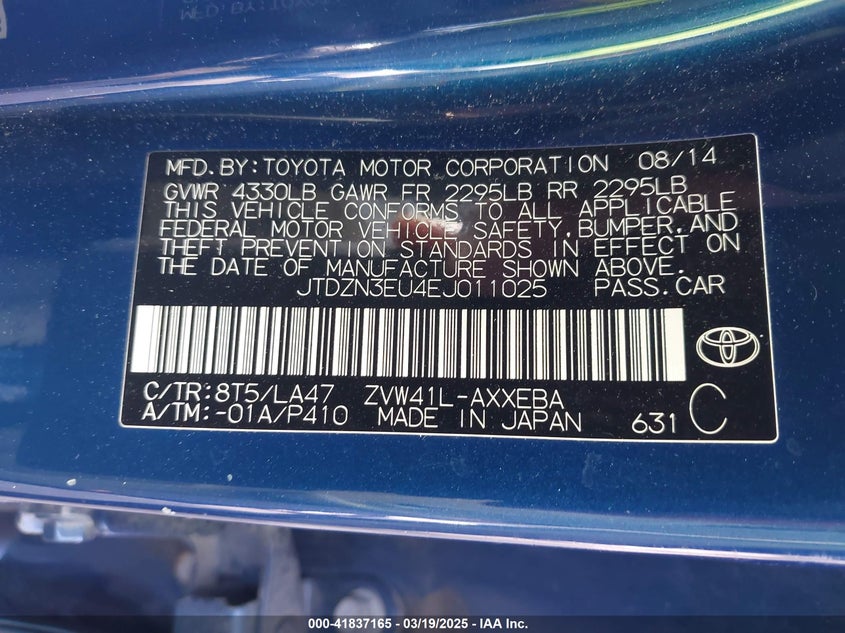 MFD.BY:TOYOTA MOTOR CORPORATION 08/14
GVWR 4330LB GAWR FR 2295LB RR 2295LB
THIS VEHICLE CONFORMS TO ALL APPLICABLE
FEDERAL MOTOR VEHICLE SAFETY,BUMPER,AND
THEFT PREVENTION STANDARDS IN EFFECT ON
THE DATE OF MANUFACTURE SHOWN ABOVE.
JTDZN3EU4EJ011025 PASS.CAR
C/TR:8T5/LA47 ZVW41L-AXXEBA
A/TM:-01A/P410 MADE IN JAPAN 631 C
000-41837165 — 03/19/2025 — IAA Inc.